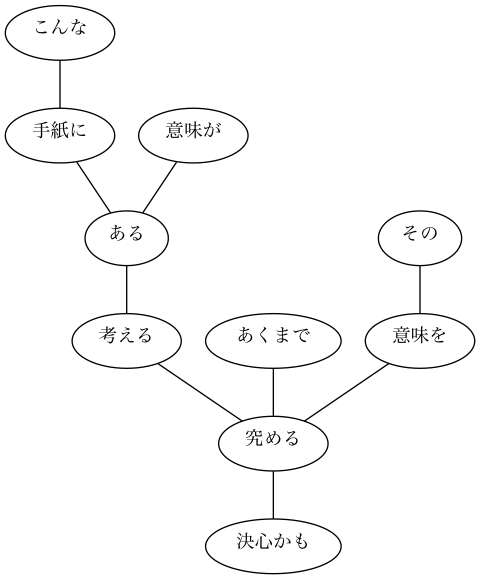 こんな
手紙に
意味が
ある
その
考える
あくまで
意味を
究める
決心かも